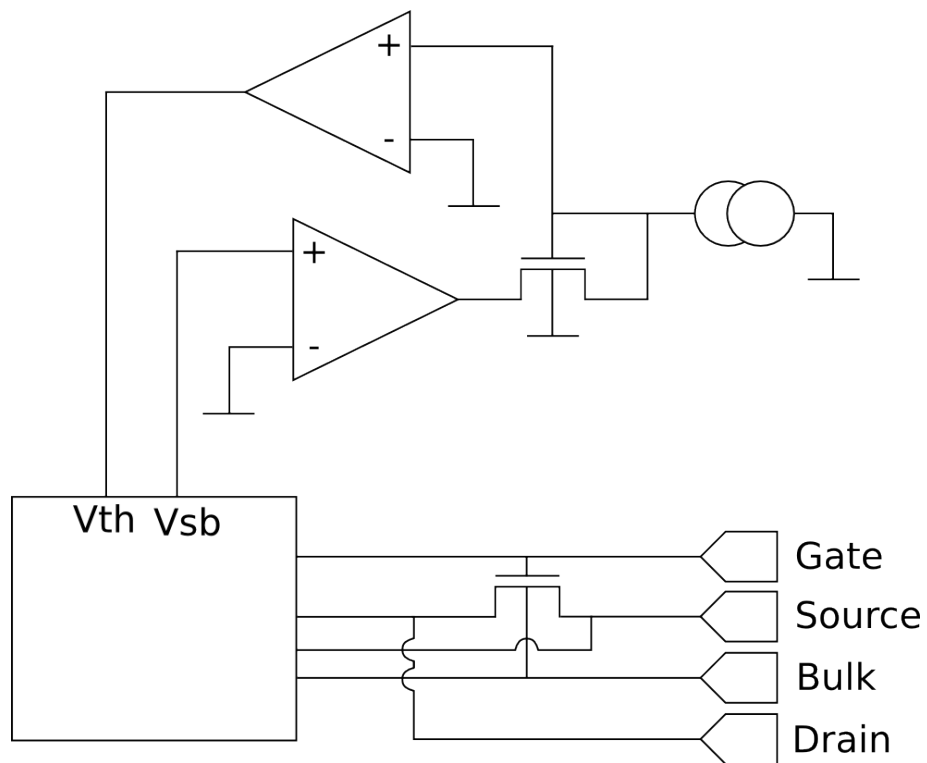 +
-
+
-
Vth Vsb
Gate
Source
Bulk
Drain